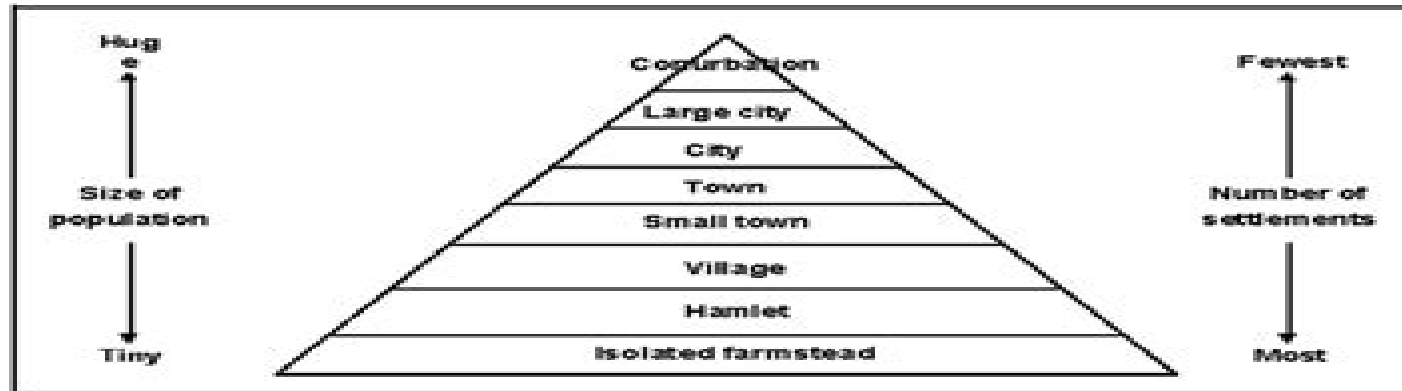 Hug
e
Conurbation
Fewest
Large city
City
Size of
population
Town
Small town
Number of
settlements
Village
Hamlet
Tiny
Isolated farmstead
Most